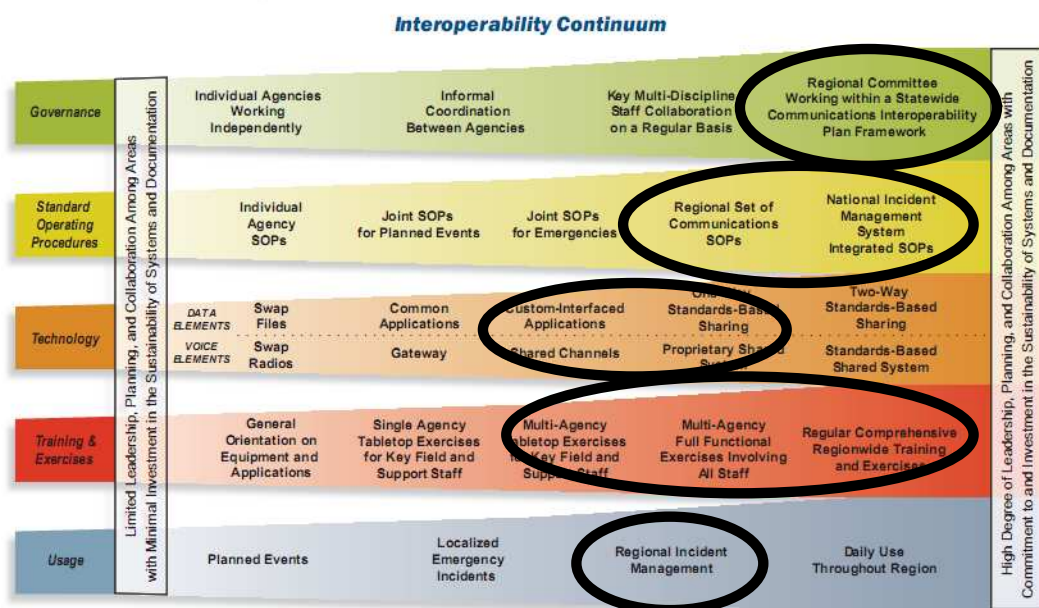 Interoperability Continuum
Limited Leadership, Planning, and Collaboration Among Areas
with Minimal Investment in the Sustainability of Systems and Documentation
High Degree of Leadership, Planning, and Collaboration Among Areas with
Commitment to and Investment in the Sustainability of Systems and Documentation
Governance
Individual Agencies
Working
Independently
Informal
Coordination
Between Agencies
Key Multi-Discipline
Staff Collaboration
on a Regular Basis
Regional Committee
Working within a Statewide
Communications Interoperability
Plan Framework
Standard
Operating
Procedures
Individual
Agency
SOPs
Joint SOPs
for Planned Events
Joint SOPs
for Emergencies
Regional Set of
Communications
SOPs
National Incident
Management
System
Integrated SOPs
Technology
DATA
ELEMENTS
Swap
Files
Common
Applications
Custom-Interfaced
Applications
Standards-Based
Sharing
Two-Way
Standards-Based
Sharing
VOICE
ELEMENTS
Swap
Radios
Gateway
Shared Channels
Proprietary Shared
System
Standards-Based
Shared System
Training &
Exercises
General
Orientation on
Equipment and
Applications
Single Agency
Tabletop Exercises
for Key Field and
Support Staff
Multi-Agency
Tabletop Exercises
for Key Field and
Support Staff
Multi-Agency
Full Functional
Exercises Involving
All Staff
Regular Comprehensive
Regionwide Training
and Exercises
Usage
Planned Events
Localized
Emergency
Incidents
Regional Incident
Management
Daily Use
Throughout Region